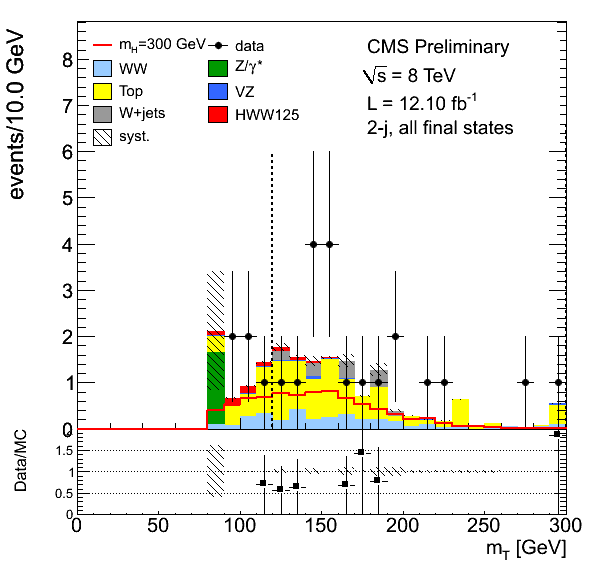 m_H=300 GeV
data
WW
Z/γ*
Top
VZ
W+jets
HWW125
syst.
CMS Preliminary
√s = 8 TeV
L = 12.10 fb⁻¹
2-j, all final states
events/10.0 GeV
8
7
6
5
4
3
2
1
0
Data/MC
2
1.5
1
0.5
0
0
50
100
150
200
250
300
m_T [GeV]